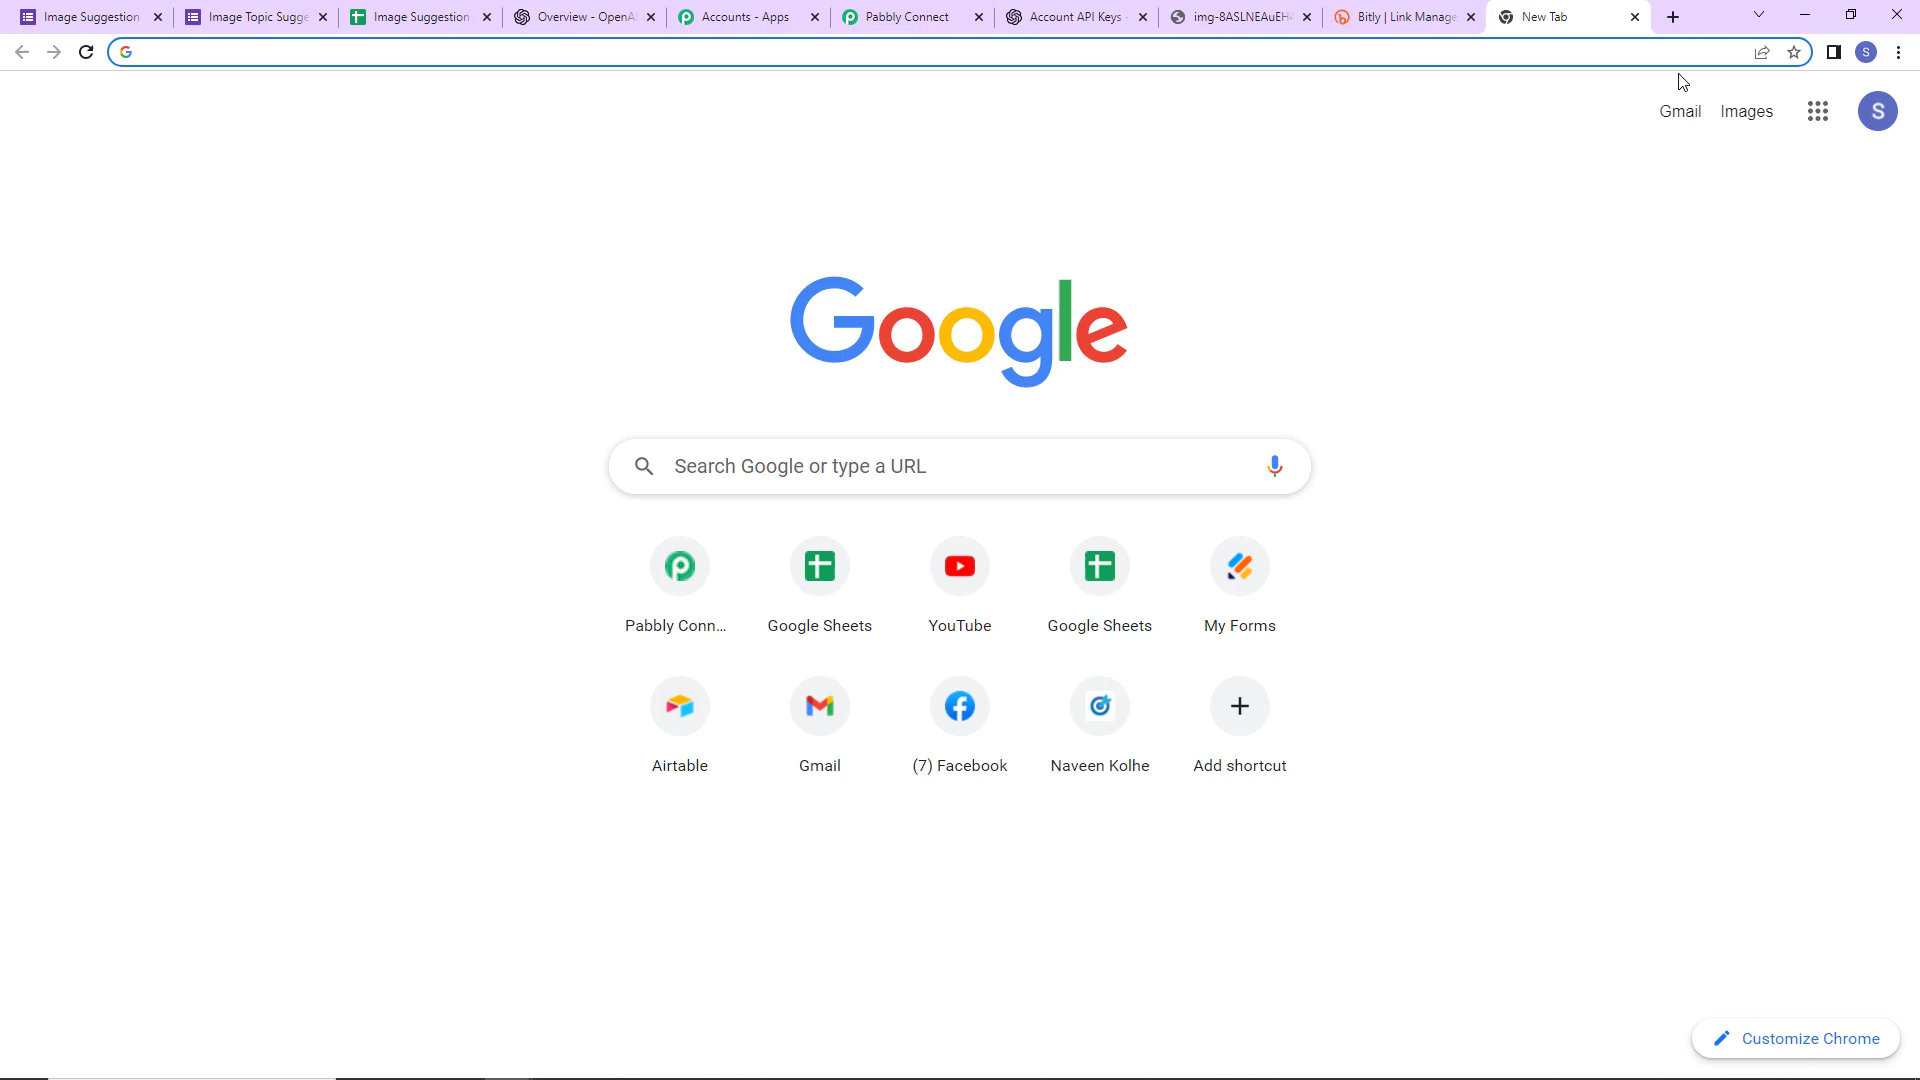 Image Suggestion
Image Topic Sugge
Image Suggestion
Overview - OpenA
Accounts - Apps
Pabbly Connect
Account API Keys -
img-8ASLNEAuEH
Bitly | Link Manage
New Tab
S
Gmail
Images
S
Google
Search Google or type a URL
Pabbly Conn...
Google Sheets
YouTube
Google Sheets
My Forms
Airtable
Gmail
(7) Facebook
Naveen Kolhe
Add shortcut
Customize Chrome